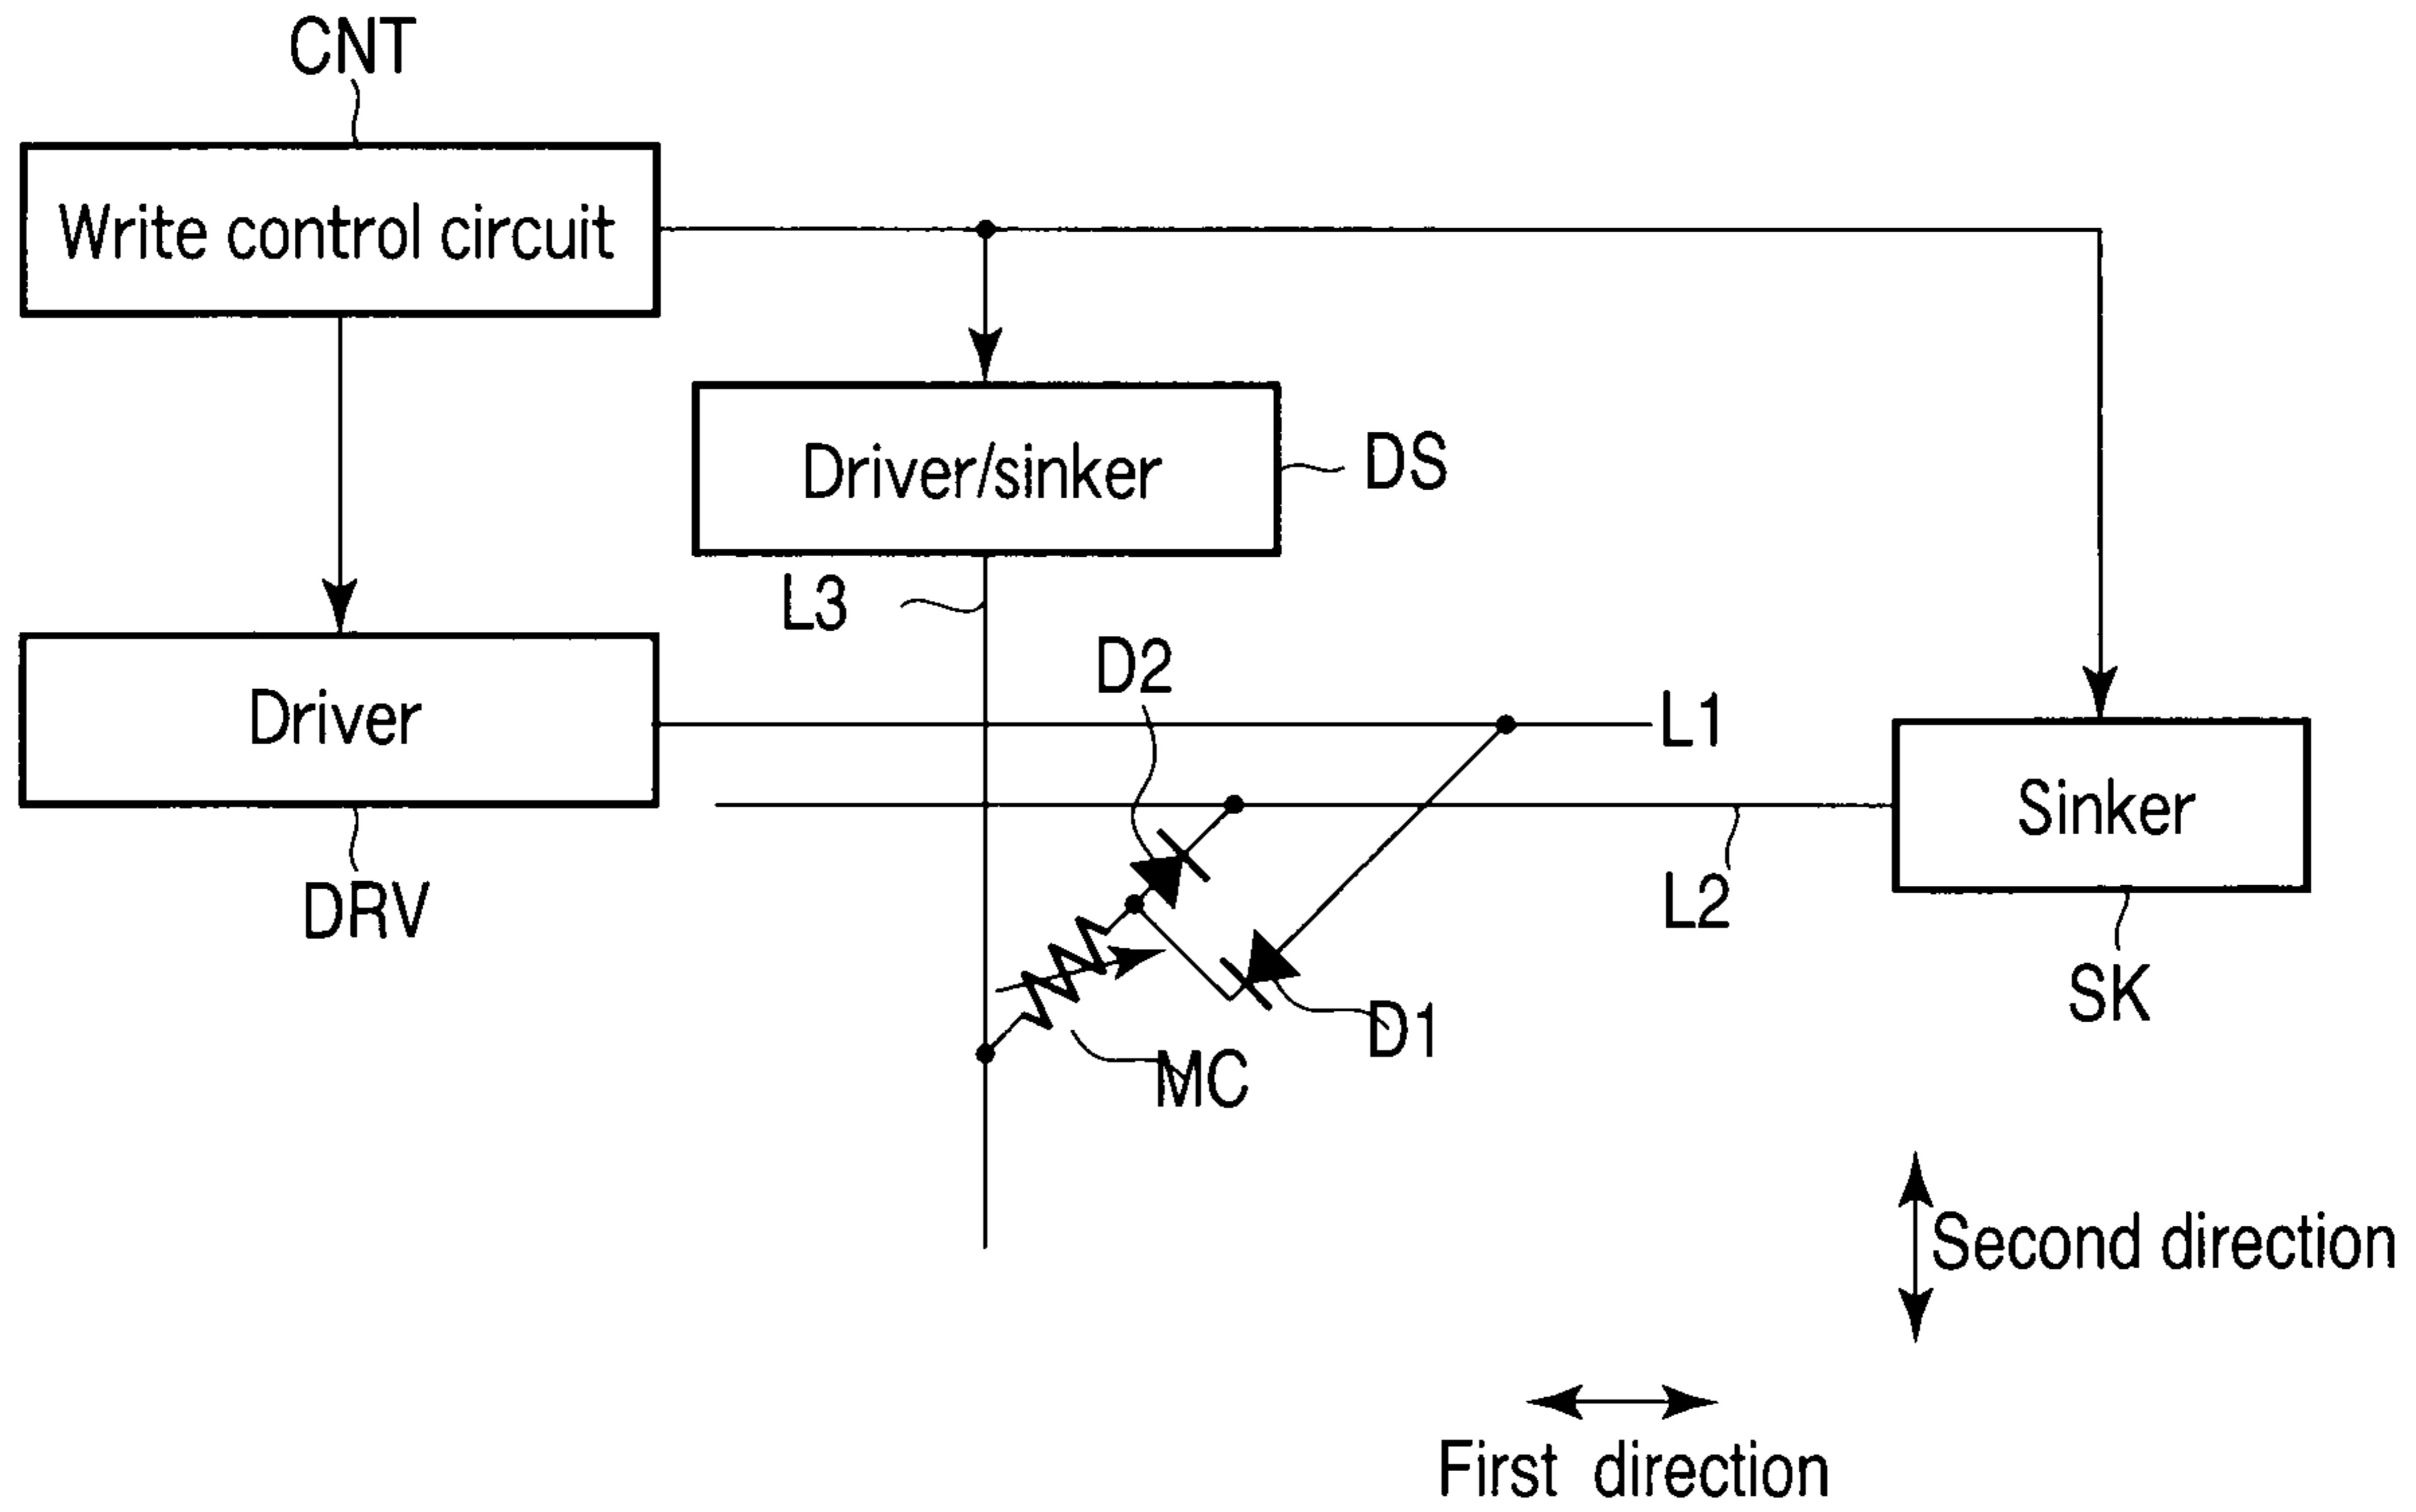 CNT
Write control circuit
Driver/sinker
DS
L3
D2
Driver
L1
Sinker
L2
DRV
SK
D1
MC
Second direction
First direction